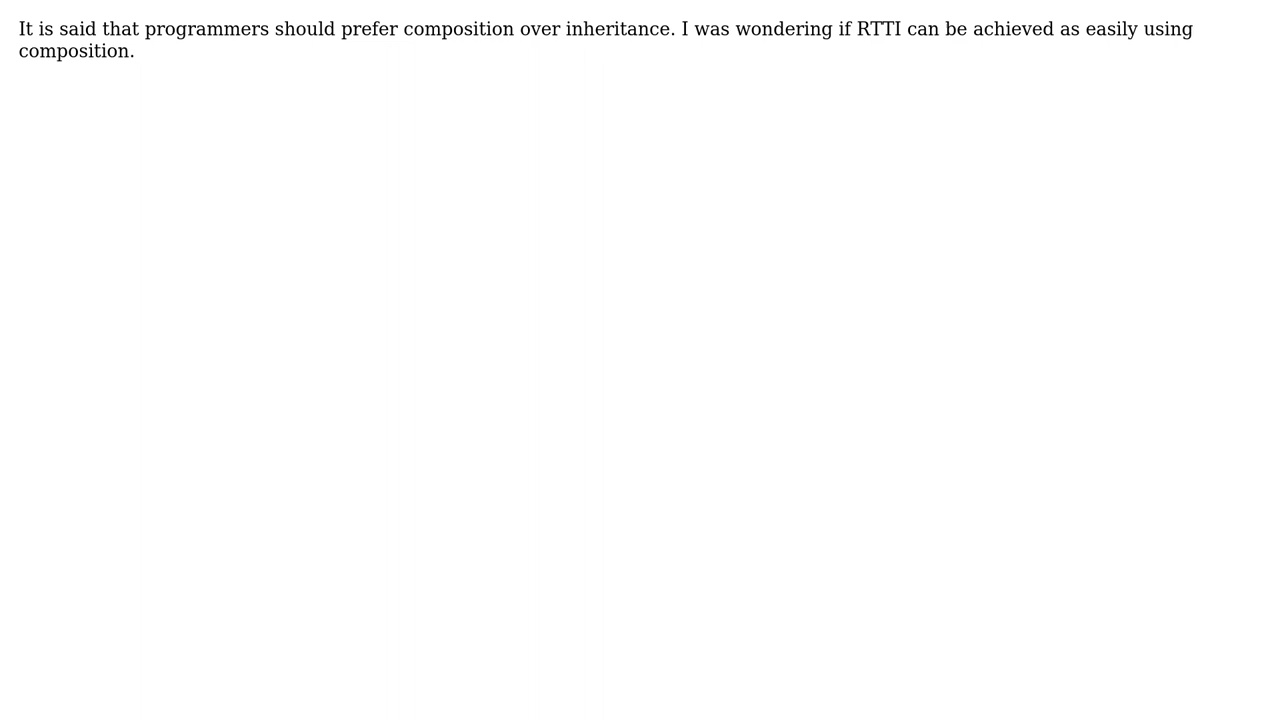 It is said that programmers should prefer composition over inheritance. I was wondering if RTTI can be achieved as easily using
composition.